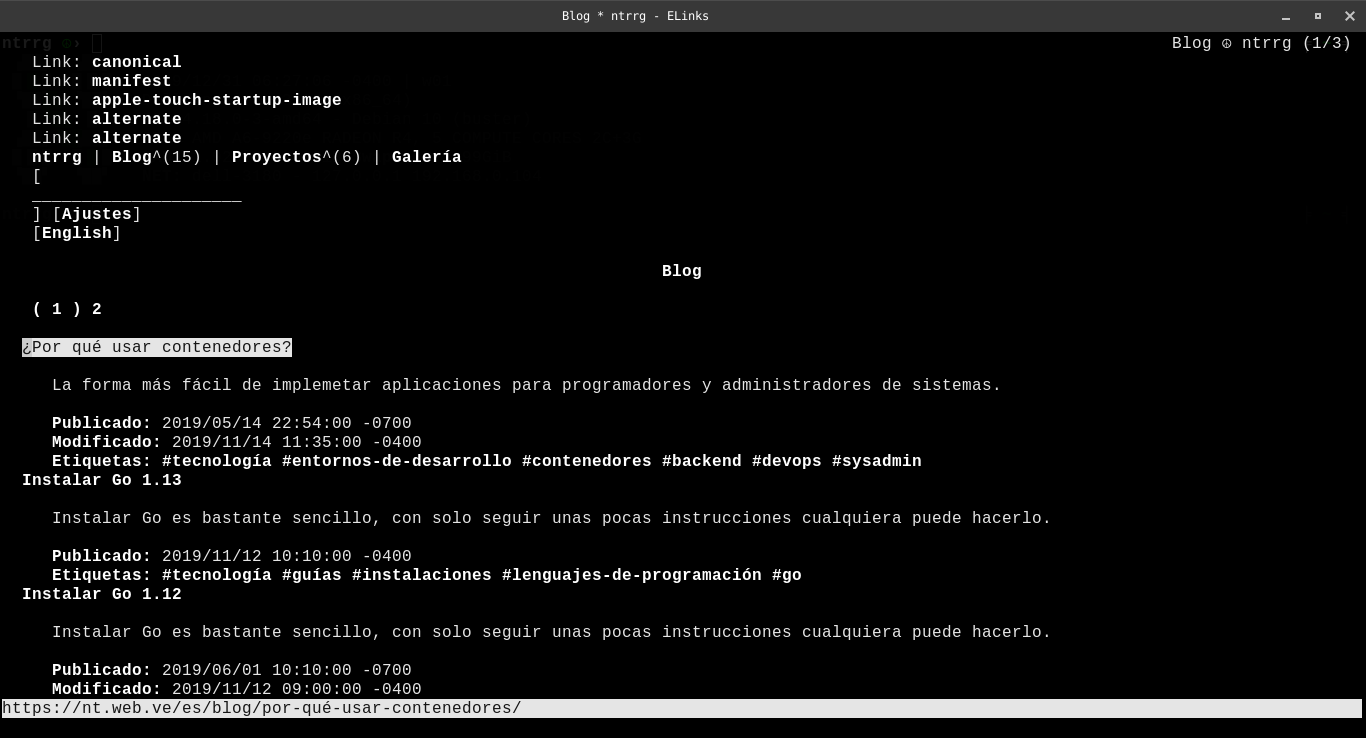 Blog * ntrrg - ELinks
ntrrg
Blog ☮ ntrrg (1/3)
Link: canonical
Link: manifest
Link: apple-touch-startup-image
Link: alternate
Link: alternate
ntrrg | Blog^(15) | Proyectos^(6) | Galería
[
_____________________
] [Ajustes]
[English]
Blog
( 1 ) 2
¿Por qué usar contenedores?
La forma más fácil de implemetar aplicaciones para programadores y administradores de sistemas.
Publicado: 2019/05/14 22:54:00 -0700
Modificado: 2019/11/14 11:35:00 -0400
Etiquetas: #tecnología #entornos-de-desarrollo #contenedores #backend #devops #sysadmin
Instalar Go 1.13
Instalar Go es bastante sencillo, con solo seguir unas pocas instrucciones cualquiera puede hacerlo.
Publicado: 2019/11/12 10:10:00 -0400
Etiquetas: #tecnología #guías #instalaciones #lenguajes-de-programación #go
Instalar Go 1.12
Instalar Go es bastante sencillo, con solo seguir unas pocas instrucciones cualquiera puede hacerlo.
Publicado: 2019/06/01 10:10:00 -0700
Modificado: 2019/11/12 09:00:00 -0400
https://nt.web.ve/es/blog/por-qué-usar-contenedores/